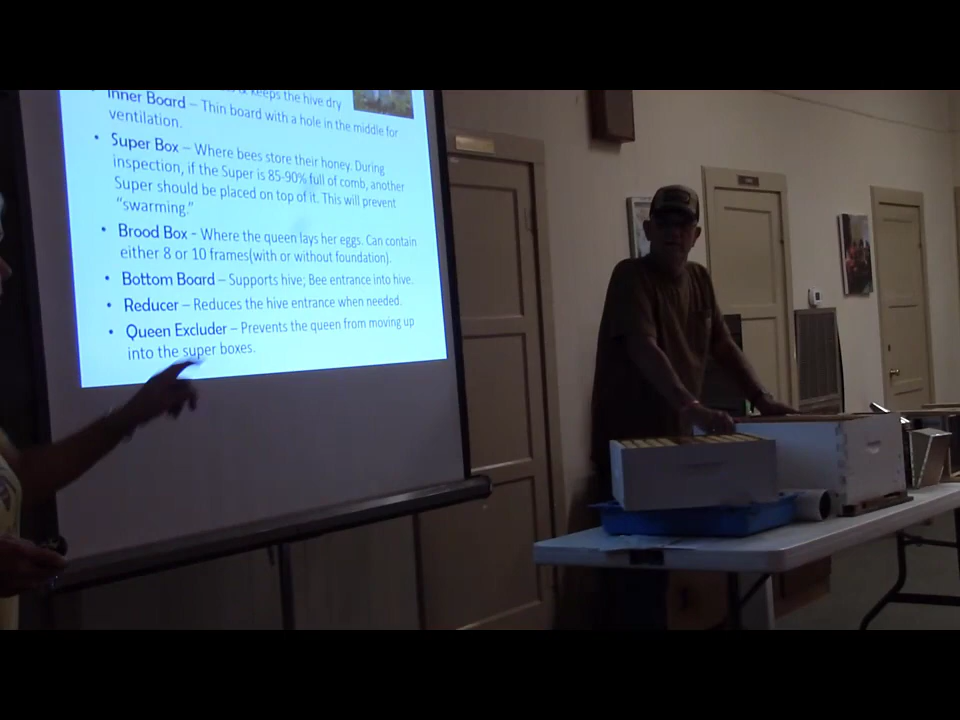 & keeps the hive dry
• Inner Board – Thin board with a hole in the middle for
ventilation.
• Super Box – Where bees store their honey. During
inspection, if the Super is 85-90% full of comb, another
Super should be placed on top of it. This will prevent
“swarming.”
• Brood Box - Where the queen lays her eggs. Can contain
either 8 or 10 frames(with or without foundation).
• Bottom Board – Supports hive; Bee entrance into hive.
• Reducer – Reduces the hive entrance when needed.
• Queen Excluder – Prevents the queen from moving up
into the super boxes.